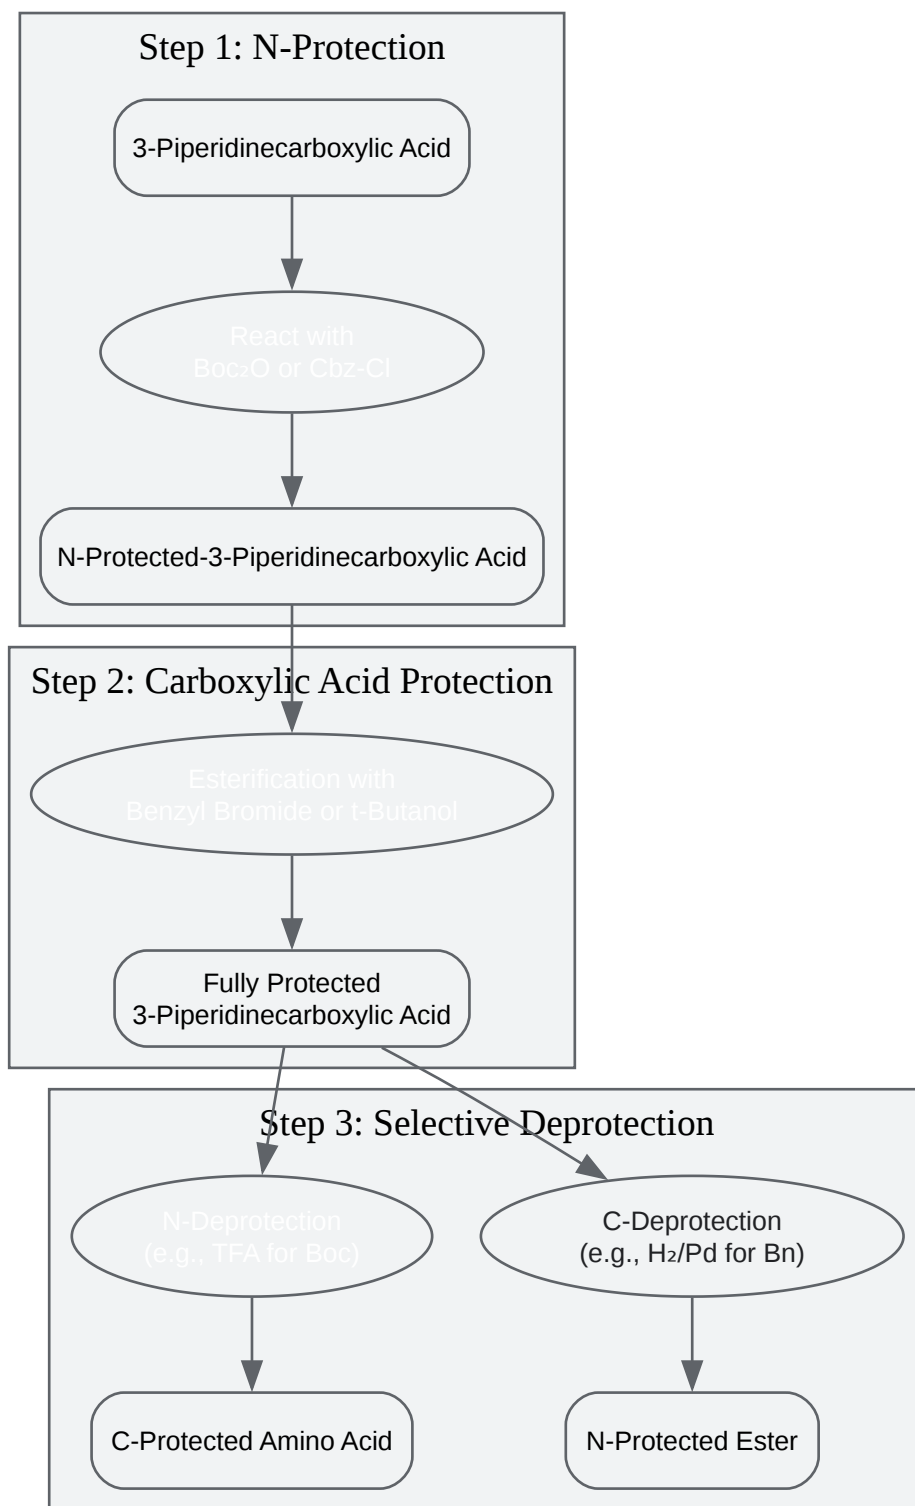 Step 1: N-Protection
3-Piperidinecarboxylic Acid
React with
Boc₂O or Cbz-Cl
N-Protected-3-Piperidinecarboxylic Acid
Step 2: Carboxylic Acid Protection
Esterification with
Benzyl Bromide or t-Butanol
Fully Protected
3-Piperidinecarboxylic Acid
Step 3: Selective Deprotection
N-Deprotection
(e.g., TFA for Boc)
C-Deprotection
(e.g., H₂/Pd for Bn)
C-Protected Amino Acid
N-Protected Ester